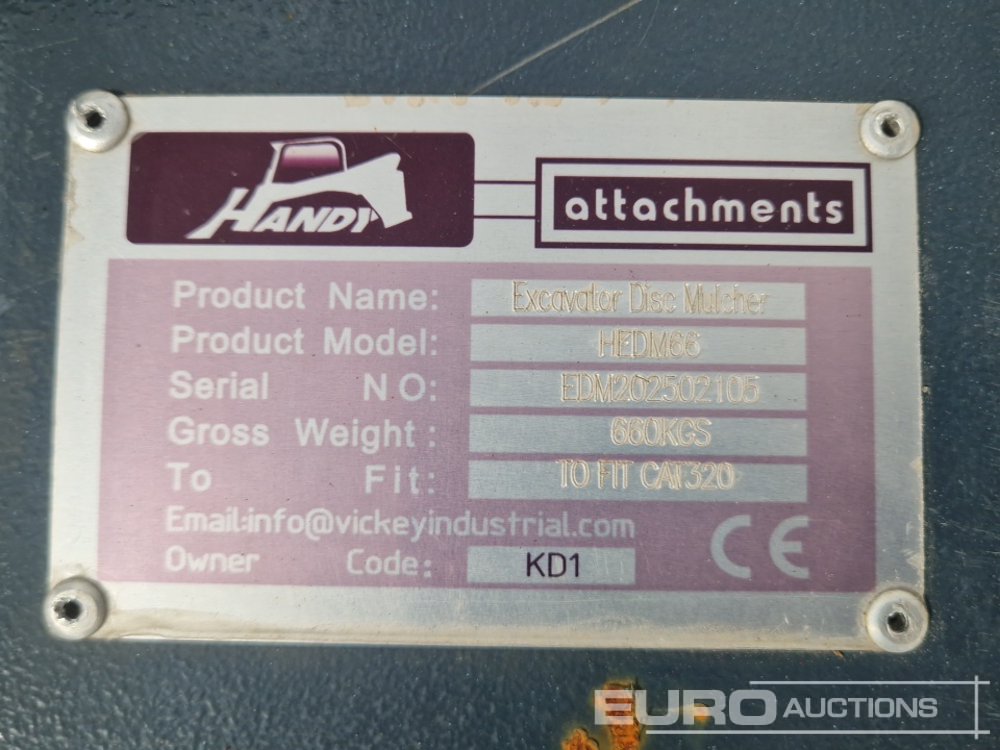 HANDY
attachments
Product Name: Excavator Disc Mulcher
Product Model: HEDM66
Serial NO: EDM202502105
Gross Weight: 660KGS
To Fit: TO FIT CAT320
Email:info@vickeyindustrial.com
CE
Owner Code: KD1
EURO AUCTIONS